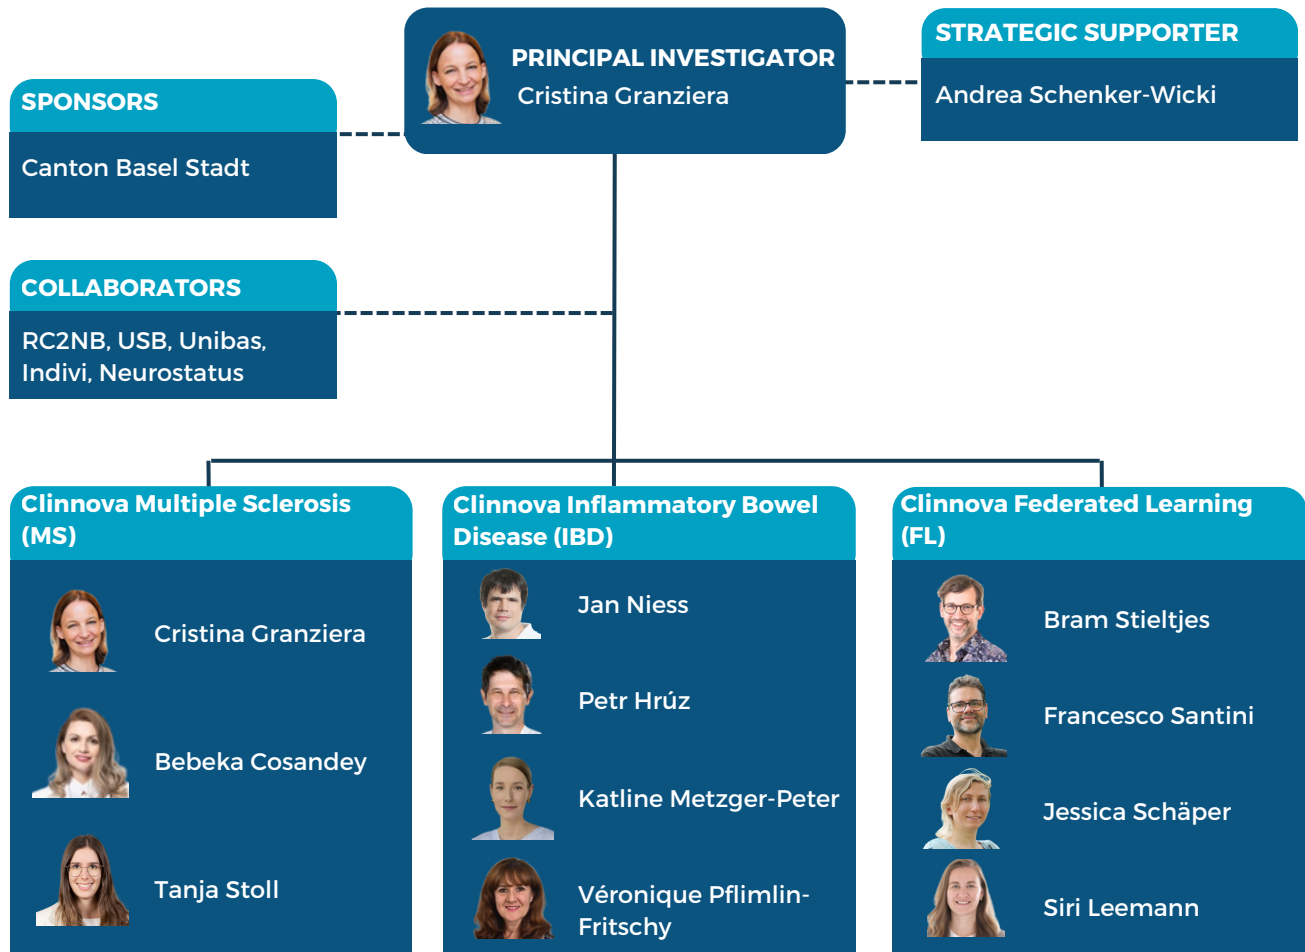 PRINCIPAL INVESTIGATOR
Cristina Granziera
STRATEGIC SUPPORTER
Andrea Schenker-Wicki
SPONSORS
Canton Basel Stadt
COLLABORATORS
RC2NB, USB, Unibas,
Indivi, Neurostatus
Clinnova Multiple Sclerosis
(MS)
Cristina Granziera
Bebeka Cosandey
Tanja Stoll
Clinnova Inflammatory Bowel
Disease (IBD)
Jan Niess
Petr Hrúz
Katline Metzger-Peter
Véronique Pflimlin-
Fritschy
Clinnova Federated Learning
(FL)
Bram Stieltjes
Francesco Santini
Jessica Schäper
Siri Leemann